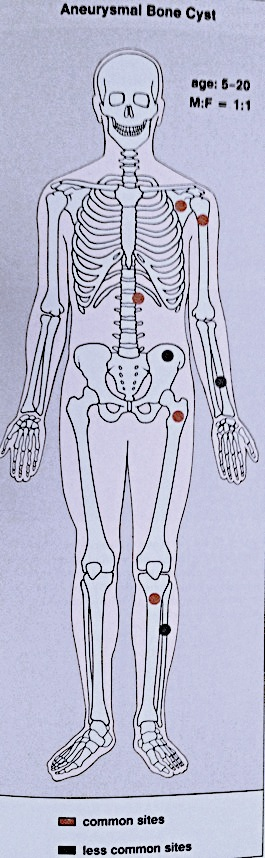 Aneurysmal Bone Cyst
age: 5-20
M:F = 1:1
common sites
less common sites